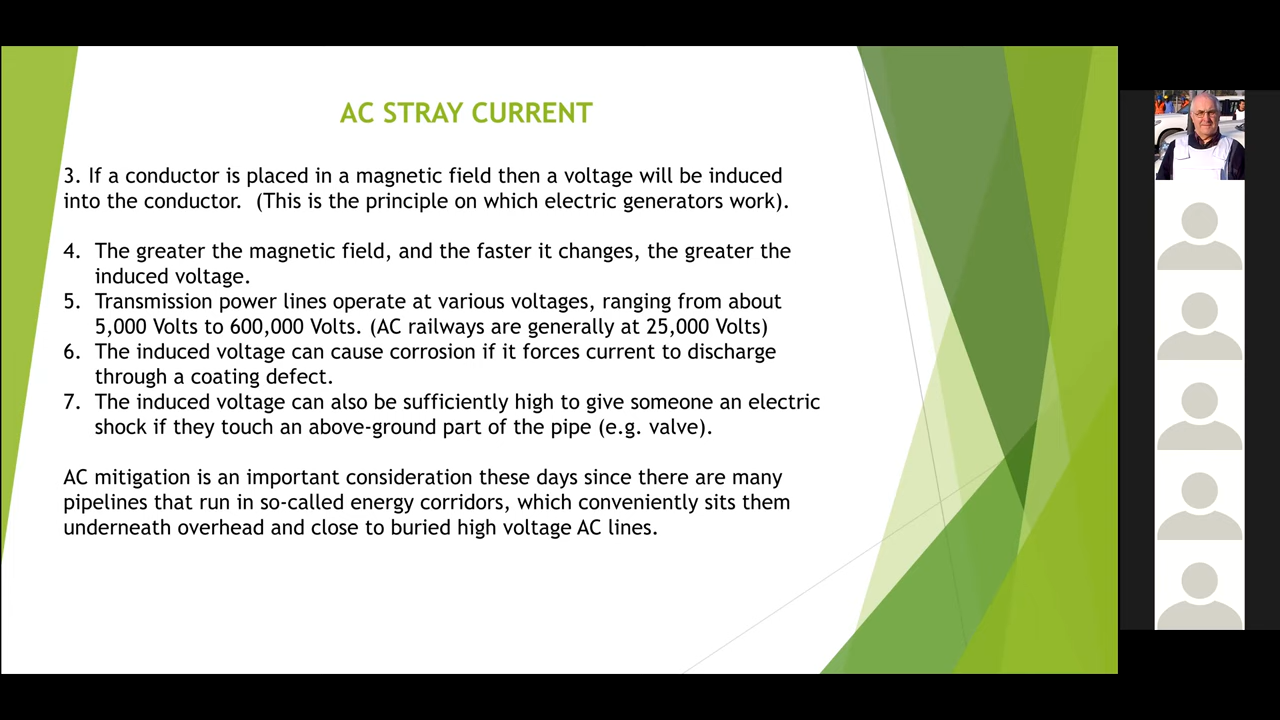 AC STRAY CURRENT
3. If a conductor is placed in a magnetic field then a voltage will be induced
into the conductor. (This is the principle on which electric generators work).
4. The greater the magnetic field, and the faster it changes, the greater the
induced voltage.
5. Transmission power lines operate at various voltages, ranging from about
5,000 Volts to 600,000 Volts. (AC railways are generally at 25,000 Volts)
6. The induced voltage can cause corrosion if it forces current to discharge
through a coating defect.
7. The induced voltage can also be sufficiently high to give someone an electric
shock if they touch an above-ground part of the pipe (e.g. valve).
AC mitigation is an important consideration these days since there are many
pipelines that run in so-called energy corridors, which conveniently sits them
underneath overhead and close to buried high voltage AC lines.